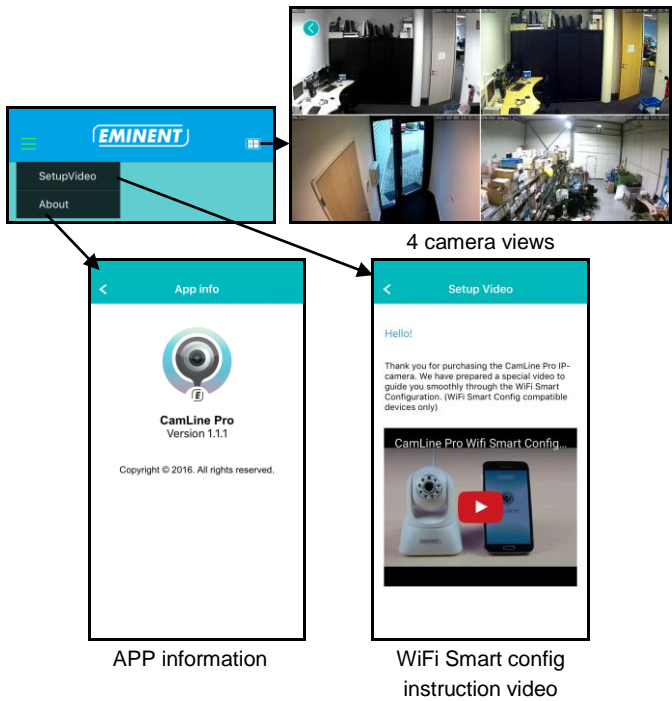 EMINENT
SetupVideo
About
4 camera views
App info
CamLine Pro
Version 1.1.1
Copyright © 2016. All rights reserved.
APP information
Setup Video
Hello!
Thank you for purchasing the CamLine Pro IP-
camera. We have prepared a special video to
guide you smoothly through the WiFi Smart
Configuration. (WiFi Smart Config compatible
devices only)
CamLine Pro Wifi Smart Config...
WiFi Smart config
instruction video